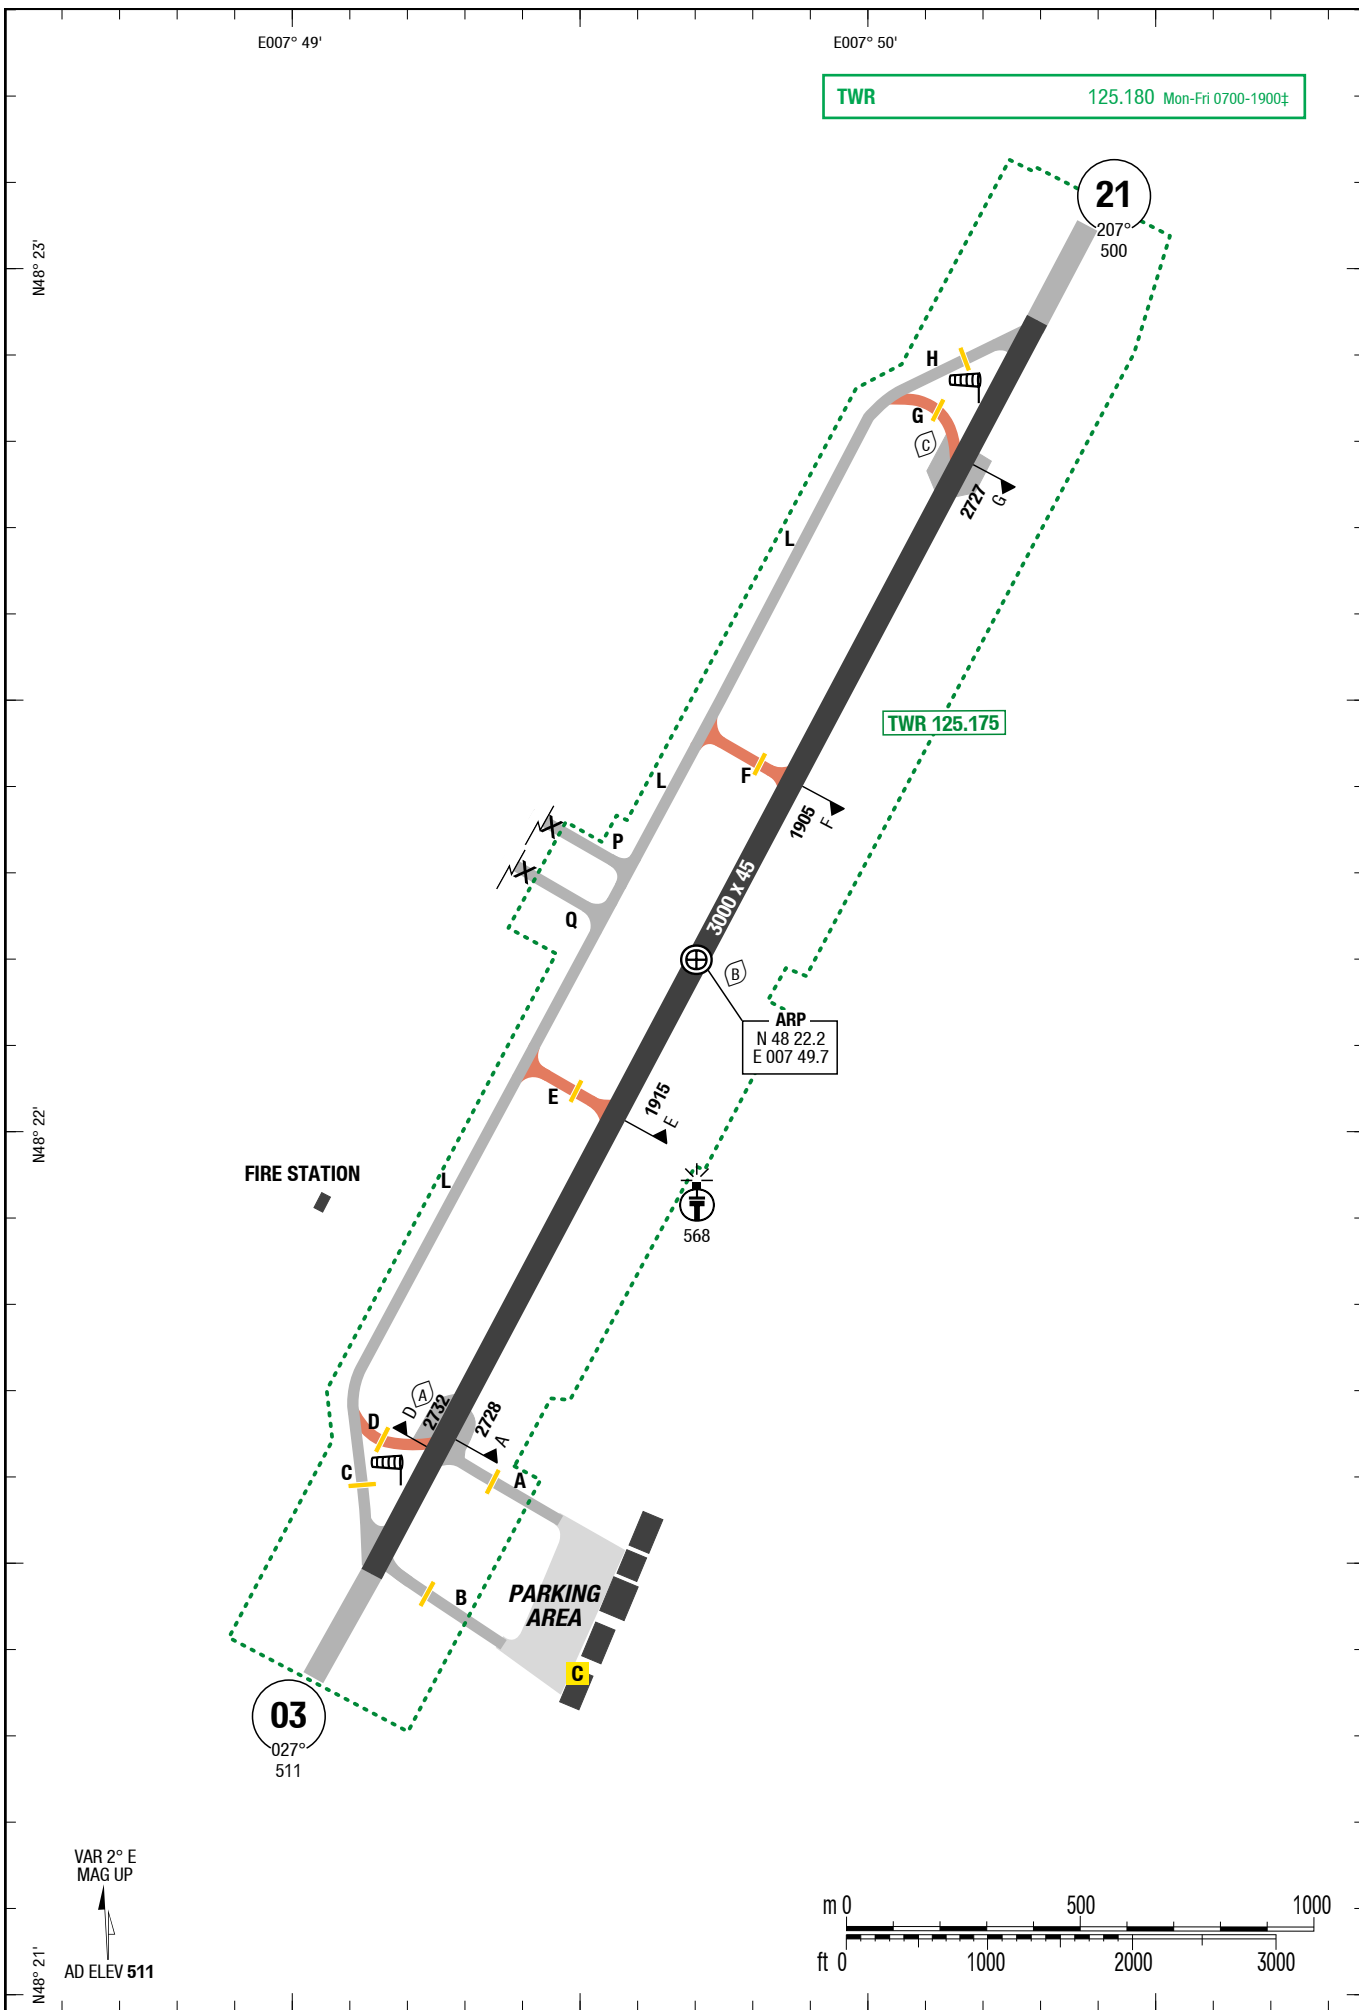 E007° 49'
E007° 50'
TWR 125.180 Mon-Fri 0700-1900‡
21
207°
500
N48° 23'
H
G
C
2727
G
L
TWR 125.175
F
L
1905
F
P
3000 x 45
Q
B
ARP
N 48 22.2
E 007 49.7
E
1915
E
N48° 22'
FIRE STATION
L
568
A
D
D
2732
2728
A
C
A
PARKING
AREA
B
C
03
027°
511
VAR 2° E
MAG UP
AD ELEV 511
N48° 21'
m 0 500 1000
ft 0 1000 2000 3000